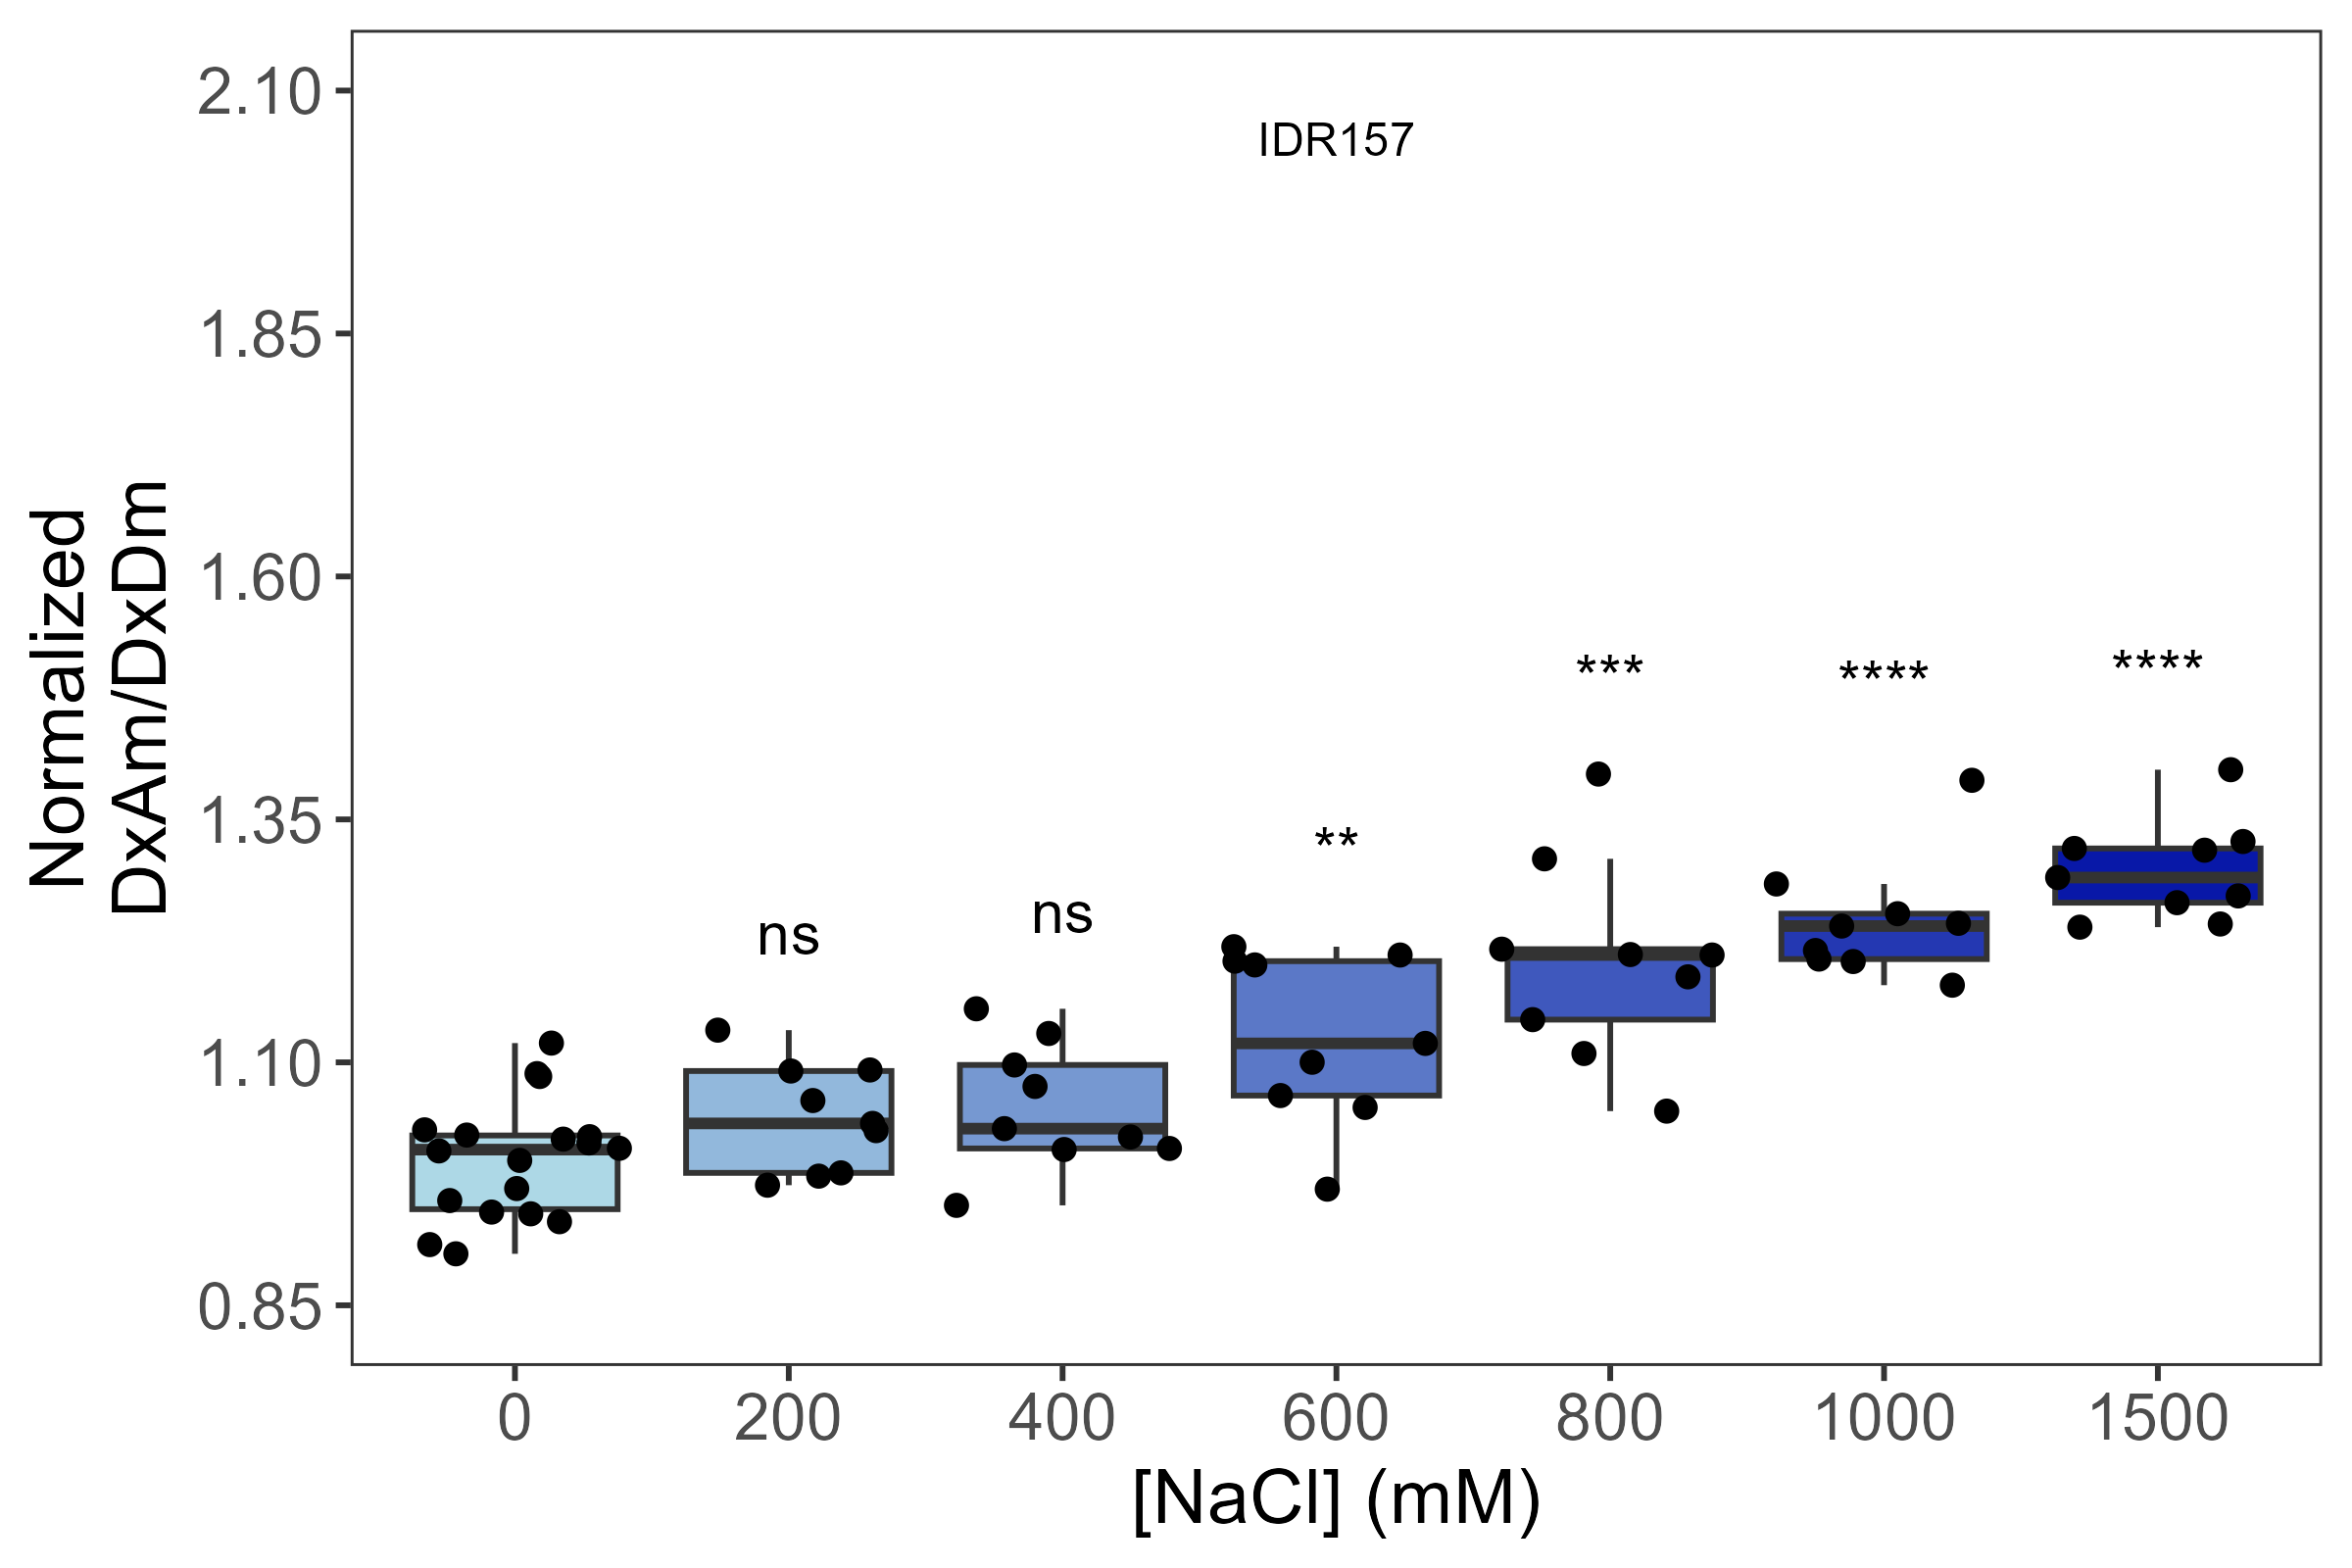 IDR157
2.10
1.85
1.60
1.35
1.10
0.85
Normalized
DxAm/DxDm
ns
ns
**
***
****
****
0
200
400
600
800
1000
1500
[NaCl] (mM)